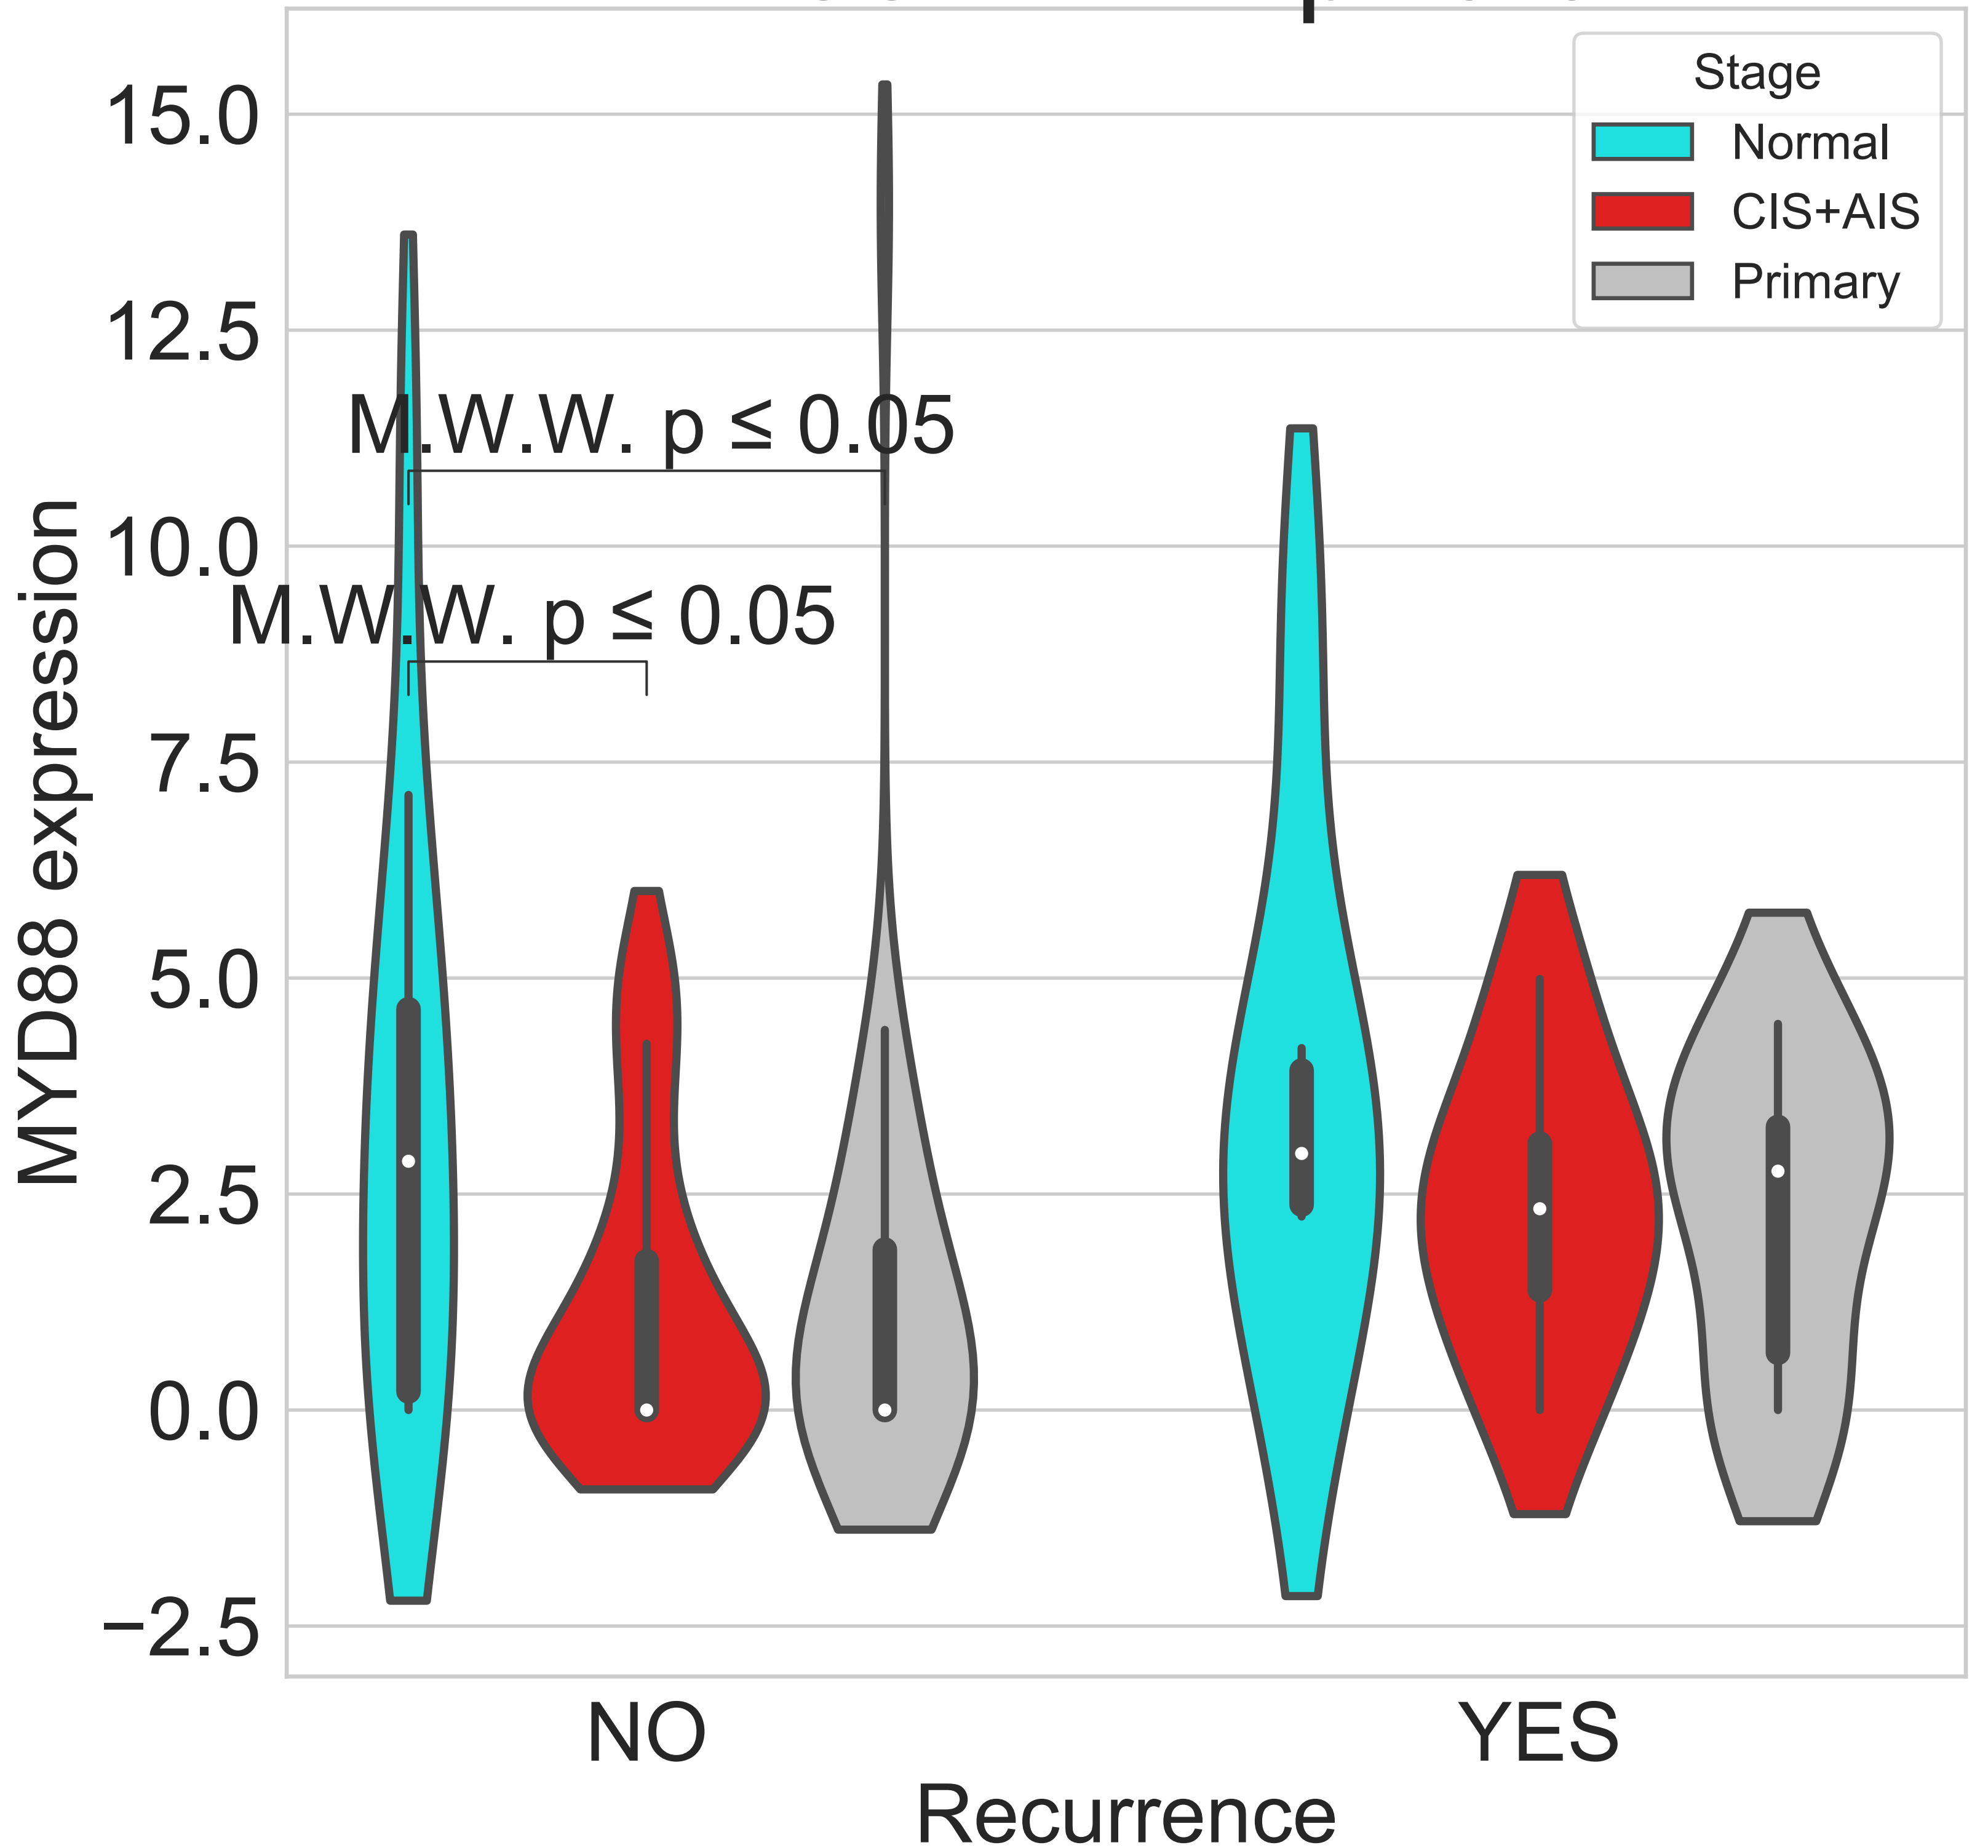 Stage
Normal
CIS+AIS
Primary
15.0
12.5
10.0
7.5
5.0
2.5
0.0
−2.5
M.W.W. p ≤ 0.05
M.W.W. p ≤ 0.05
MYD88 expression
NO
YES
Recurrence